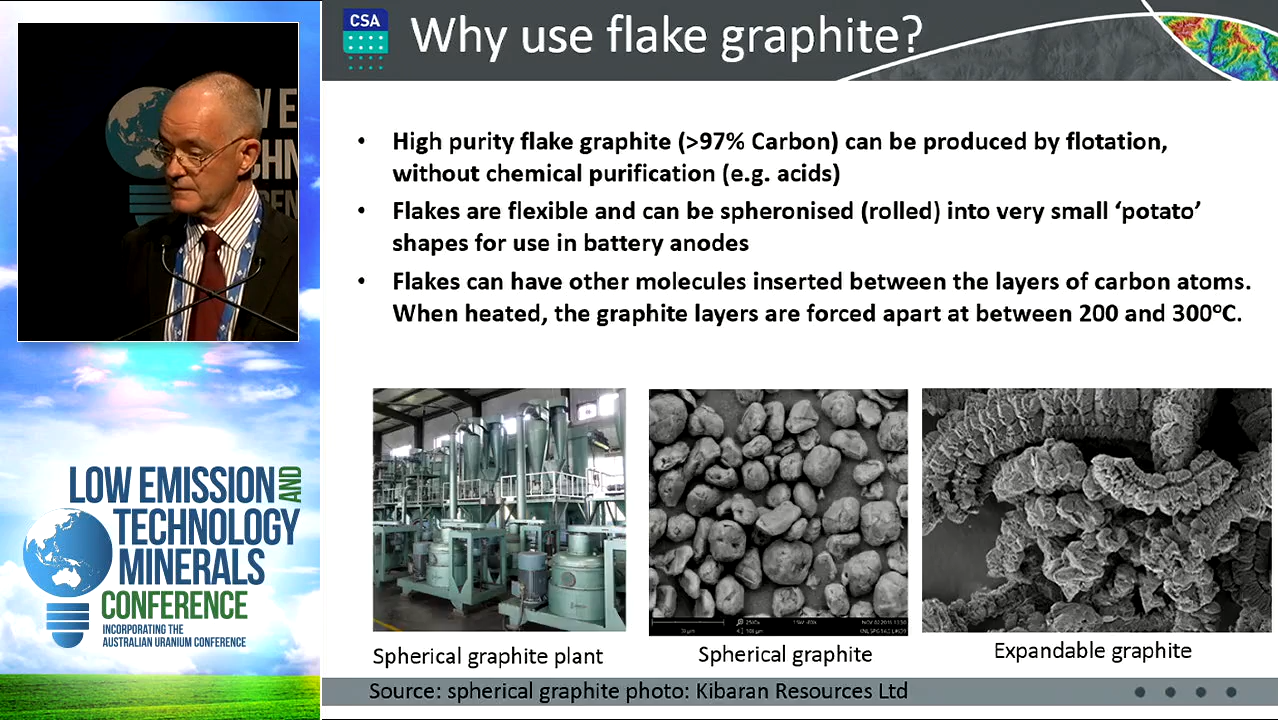 CSA
Why use flake graphite?
• High purity flake graphite (>97% Carbon) can be produced by flotation,
without chemical purification (e.g. acids)
• Flakes are flexible and can be spheronised (rolled) into very small ‘potato’
shapes for use in battery anodes
• Flakes can have other molecules inserted between the layers of carbon atoms.
When heated, the graphite layers are forced apart at between 200 and 300°C.
Spherical graphite plant
Spherical graphite
Expandable graphite
Source: spherical graphite photo: Kibaran Resources Ltd
LOW EMISSION AND
TECHNOLOGY
MINERALS
CONFERENCE
INCORPORATING THE
AUSTRALIAN URANIUM CONFERENCE